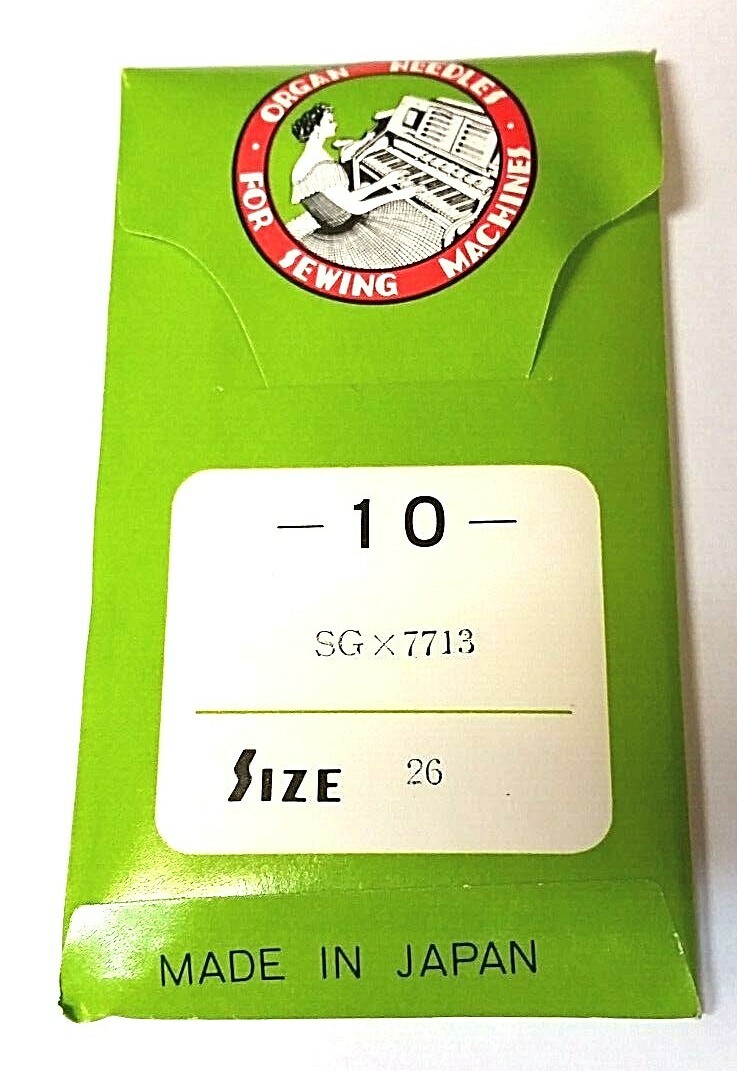 ORGAN NEEDLES
· FOR SEWING MACHINES ·
— 10 —
SG×7713
SIZE 26
MADE IN JAPAN